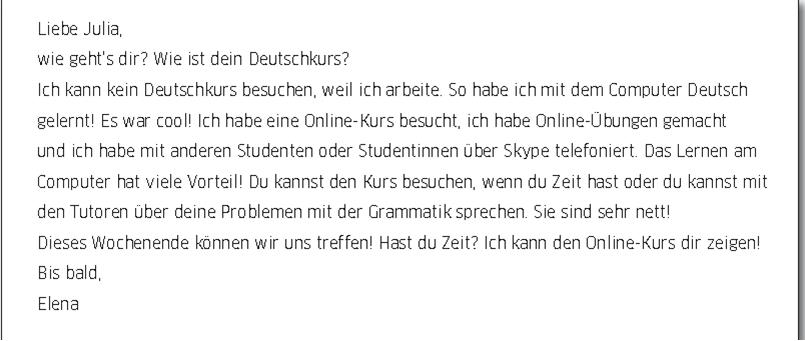 Liebe Julia,
wie geht's dir? Wie ist dein Deutschkurs?
Ich kann kein Deutschkurs besuchen, weil ich arbeite. So habe ich mit dem Computer Deutsch
gelernt! Es war cool! Ich habe eine Online-Kurs besucht, ich habe Online-Übungen gemacht
und ich habe mit anderen Studenten oder Studentinnen über Skype telefoniert. Das Lernen am
Computer hat viele Vorteil! Du kannst den Kurs besuchen, wenn du Zeit hast oder du kannst mit
den Tutoren über deine Problemen mit der Grammatik sprechen. Sie sind sehr nett!
Dieses Wochenende können wir uns treffen! Hast du Zeit? Ich kann den Online-Kurs dir zeigen!
Bis bald,
Elena